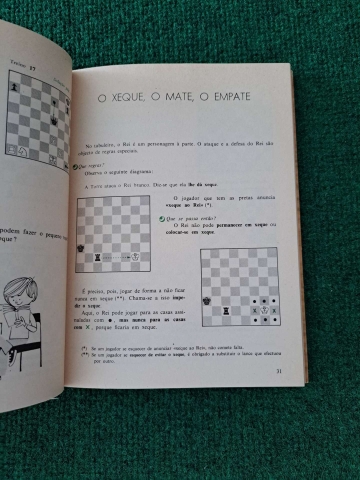 Treino 17
podem fazer o pequeno
O XEQUE, O MATE, O EMPATE
No tabuleiro, o Rei é um personagem à parte. O ataque e a defesa do Rei são
objecto de regras especiais.
Que regras?
Observa o seguinte diagrama:
A Torre ataca o Rei branco. Diz-se que ela lhe dá xeque.
O jogador que tem as pretas anuncia
«xeque ao Rei» (*).
Que se passa então?
O Rei não pode permanecer em xeque ou
colocar-se em xeque.
É preciso, pois, jogar de forma a não ficar
nunca em xeque (**). Chama-se a isso impe-
dir o xeque.
Aqui, o Rei pode jogar para as casas assi-
naladas com ●, mas nunca para as casas
com X, porque ficaria em xeque.
(*) Se um jogador se esquecer de anunciar «xeque ao Rei», não comete falta.
(**) Se um jogador se esquecer de evitar o xeque, é obrigado a substituir o lance que efectuou
por outro.
31